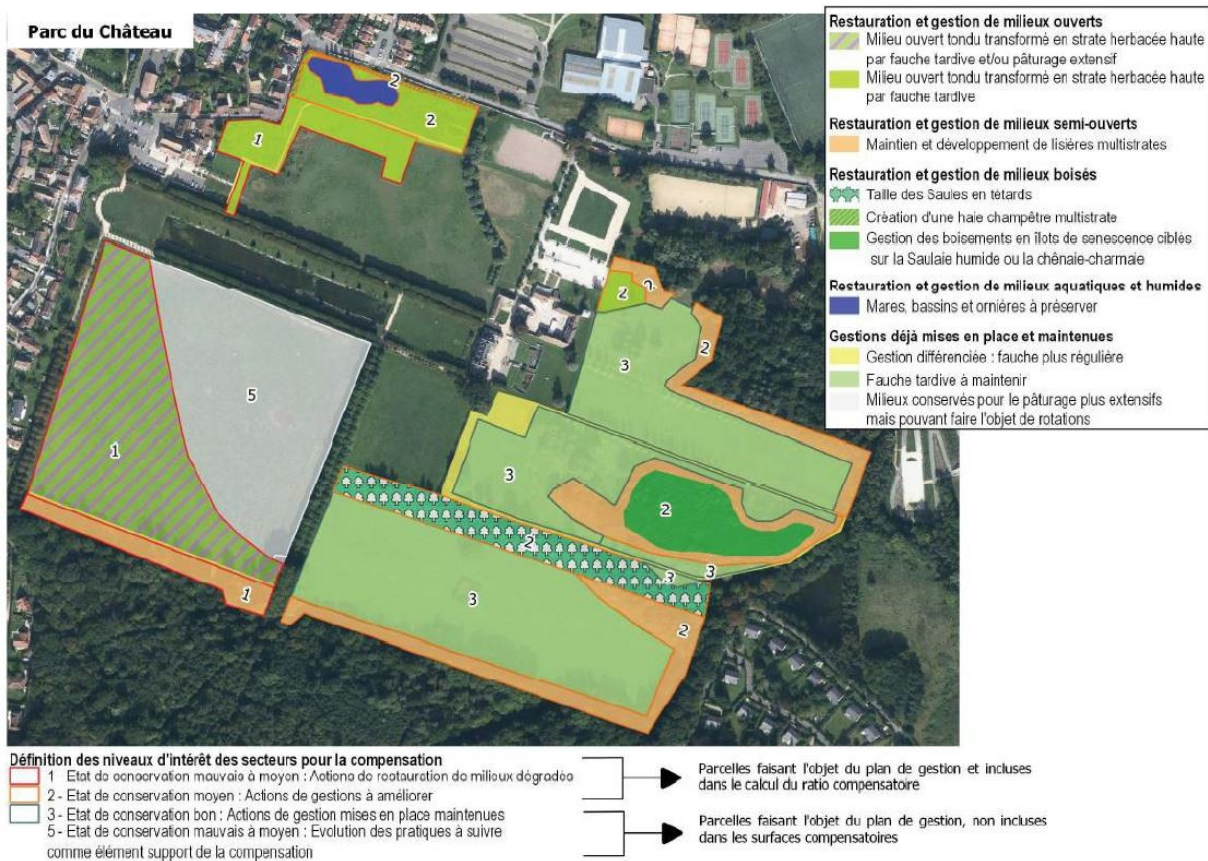 Parc du Château
Restauration et gestion de milieux ouverts
Milieu ouvert tondu transformé en strate herbacée haute
par fauche tardive et/ou pâturage extensif
Milieu ouvert tondu transformé en strate herbacée haute
par fauche tardive
Restauration et gestion de milieux semi-ouverts
Maintien et développement de lisières multistrates
Restauration et gestion de milieux boisés
Taille des Saules en tétards
Création d'une haie champêtre multistrate
Gestion des boisements en îlots de senescence ciblés
sur la Saulaie humide ou la chênaie-charmaie
Restauration et gestion de milieux aquatiques et humides
Mares, bassins et ornières à préserver
Gestions déjà mises en place et maintenues
Gestion différenciée : fauche plus régulière
Fauche tardive à maintenir
Milieux conservés pour le pâturage plus extensifs
mais pouvant faire l'objet de rotations
2
2
1
2
2
2
3
5
1
3
2
2
3
3
3
2
1
Définition des niveaux d'intérêt des secteurs pour la compensation
1 - Etat de conservation mauvais à moyen : Actions de restauration de milieux dégradés
2 - Etat de conservation moyen : Actions de gestions à améliorer
3 - Etat de conservation bon : Actions de gestion mises en place maintenues
5 - Etat de conservation mauvais à moyen : Evolution des pratiques à suivre
comme élément support de la compensation
Parcelles faisant l'objet du plan de gestion et incluses
dans le calcul du ratio compensatoire
Parcelles faisant l'objet du plan de gestion, non incluses
dans les surfaces compensatoires